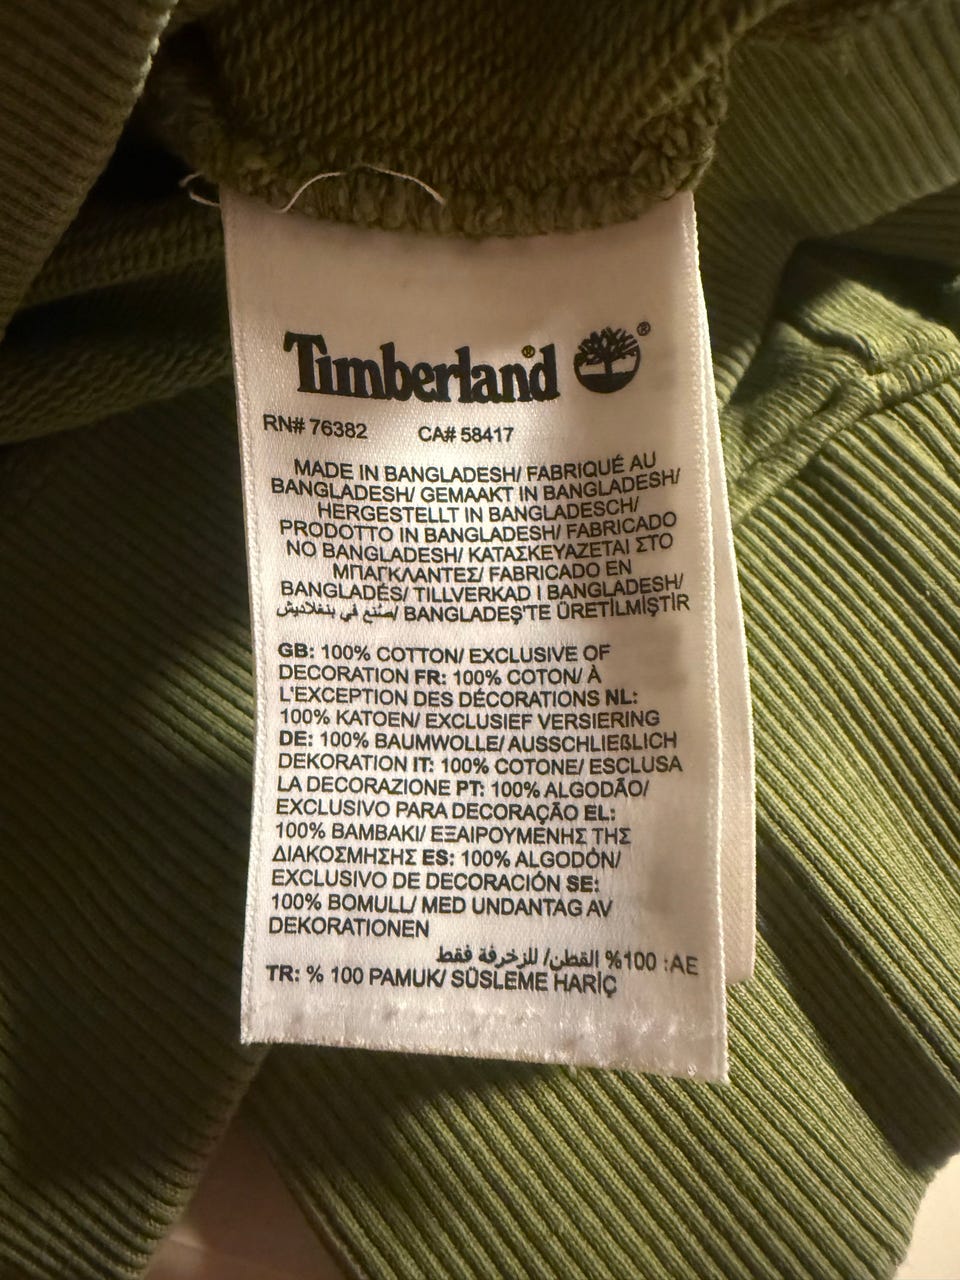 Timberland® ®
RN# 76382 CA# 58417
MADE IN BANGLADESH/ FABRIQUÉ AU
BANGLADESH/ GEMAAKT IN BANGLADESH/
HERGESTELLT IN BANGLADESCH/
PRODOTTO IN BANGLADESH/ FABRICADO
NO BANGLADESH/ ΚΑΤΑΣΚΕΥΑΖΕΤΑΙ ΣΤΟ
ΜΠΑΓΚΛΑΝΤΕΣ/ FABRICADO EN
BANGLADÉS/ TILLVERKAD I BANGLADESH/
صُنع في بنغلاديش/ BANGLADEŞ'TE ÜRETİLMİŞTİR
GB: 100% COTTON/ EXCLUSIVE OF
DECORATION FR: 100% COTON/ À
L'EXCEPTION DES DÉCORATIONS NL:
100% KATOEN/ EXCLUSIEF VERSIERING
DE: 100% BAUMWOLLE/ AUSSCHLIEßLICH
DEKORATION IT: 100% COTONE/ ESCLUSA
LA DECORAZIONE PT: 100% ALGODÃO/
EXCLUSIVO PARA DECORAÇÃO EL:
100% ΒΑΜΒΑΚΙ/ ΕΞΑΙΡΟΥΜΕΝΗΣ ΤΗΣ
ΔΙΑΚΟΣΜΗΣΗΣ ES: 100% ALGODÓN/
EXCLUSIVO DE DECORACIÓN SE:
100% BOMULL/ MED UNDANTAG AV
DEKORATIONEN
AE: 100% القطن/ للزخرفة فقط
TR: % 100 PAMUK/ SÜSLEME HARİÇ